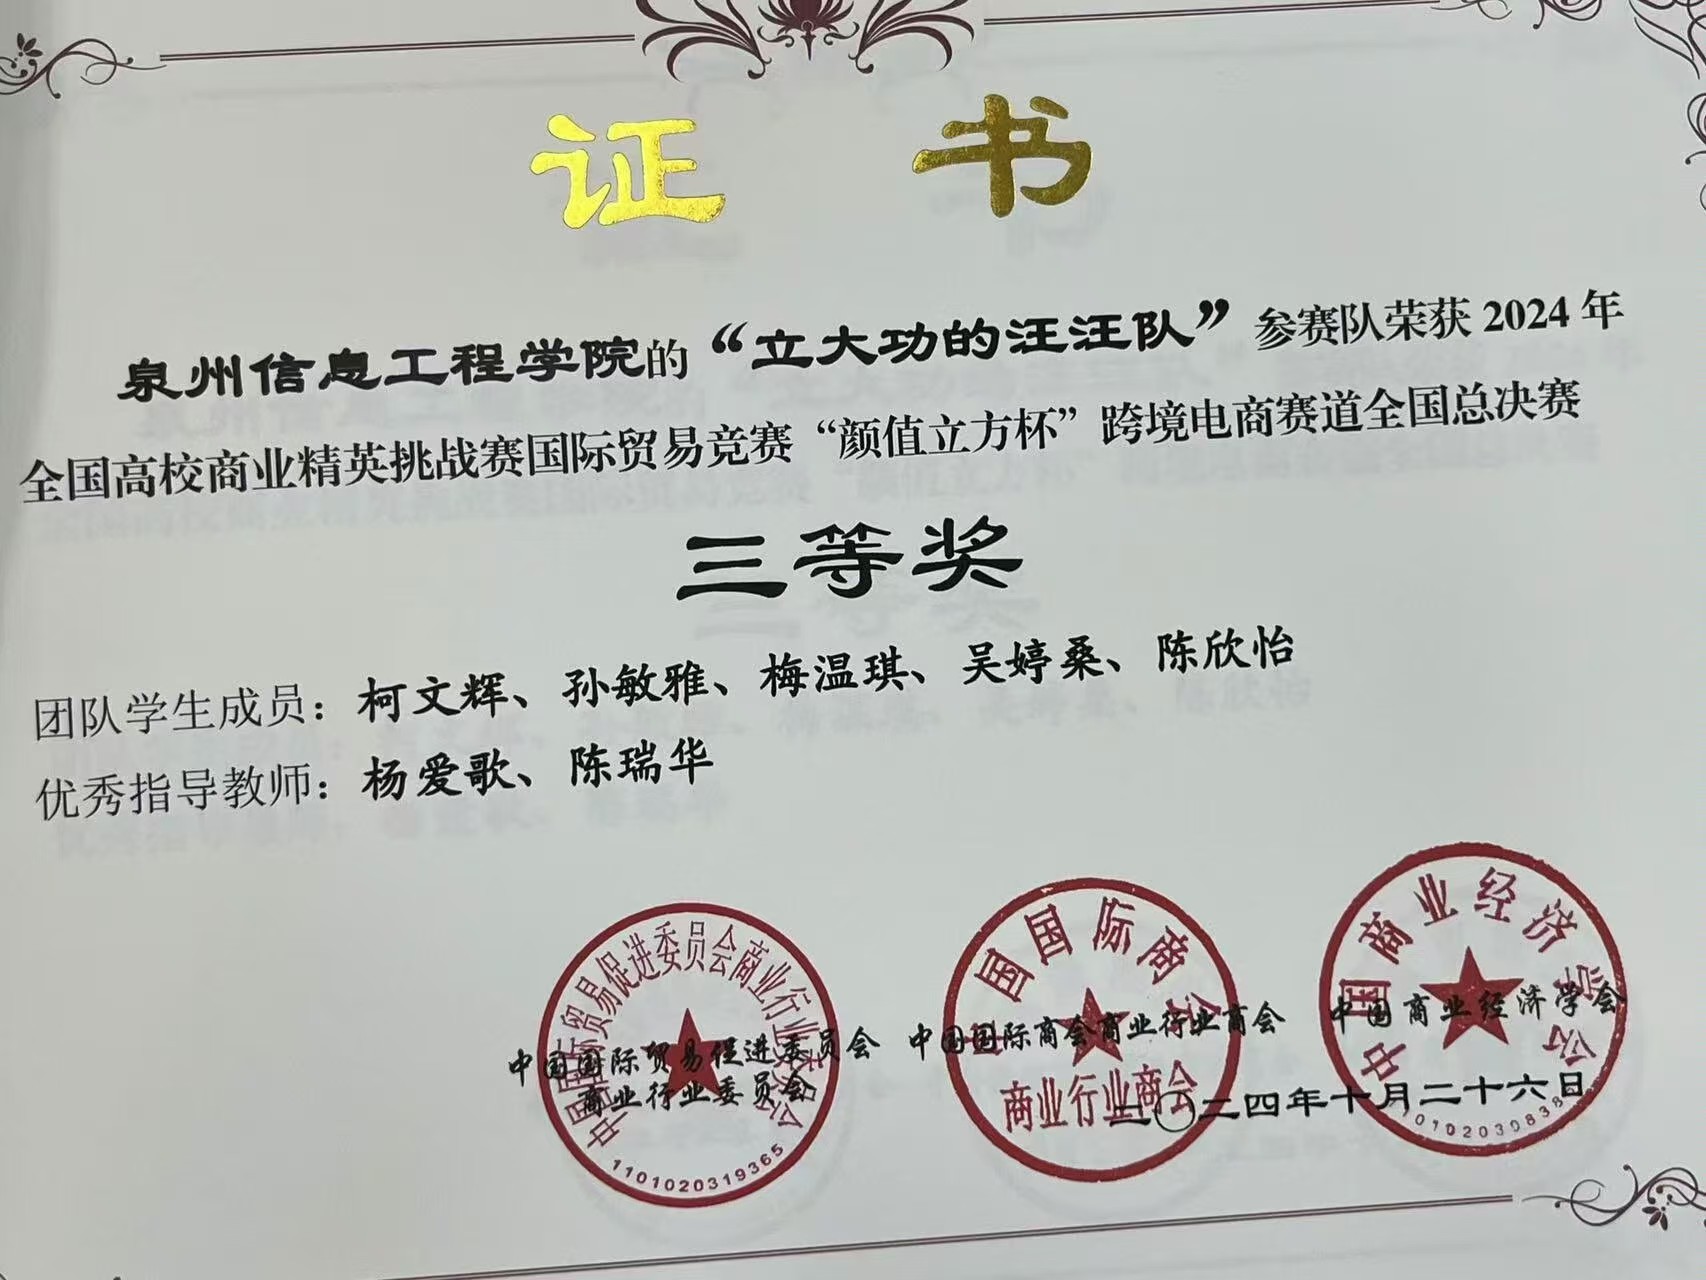 证 书
泉州信息工程学院的“立大功的汪汪队”参赛队荣获 2024 年
全国高校商业精英挑战赛国际贸易竞赛“颜值立方杯”跨境电商赛道全国总决赛
三等奖
团队学生成员：柯文辉、孙敏雅、梅温琪、吴婷桑、陈欣怡
优秀指导教师：杨爱歌、陈瑞华
中国国际贸易促进委员会商业行业委员会
1101020319365
中国国际商会
商业行业商会
中国商业经济学会
中国国际贸易促进委员会
商业行业委员会
中国国际商会商业行业商会
中国商业经济学会
二〇二四年十月二十六日